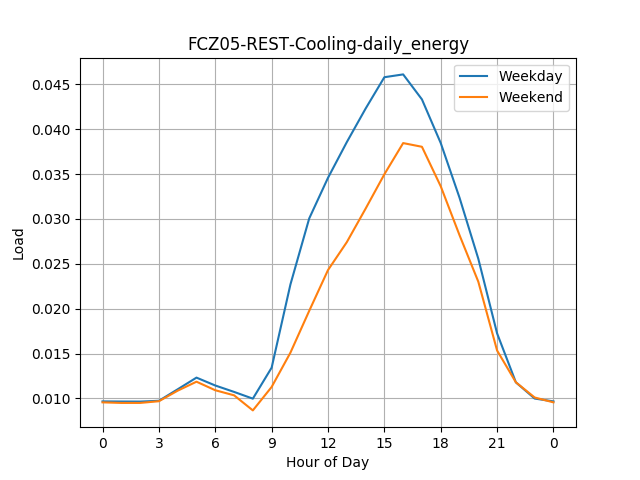 FCZ05-REST-Cooling-daily_energy
Weekday
Weekend
0.045
0.040
0.035
0.030
0.025
0.020
0.015
0.010
Load
0 3 6 9 12 15 18 21 0
Hour of Day